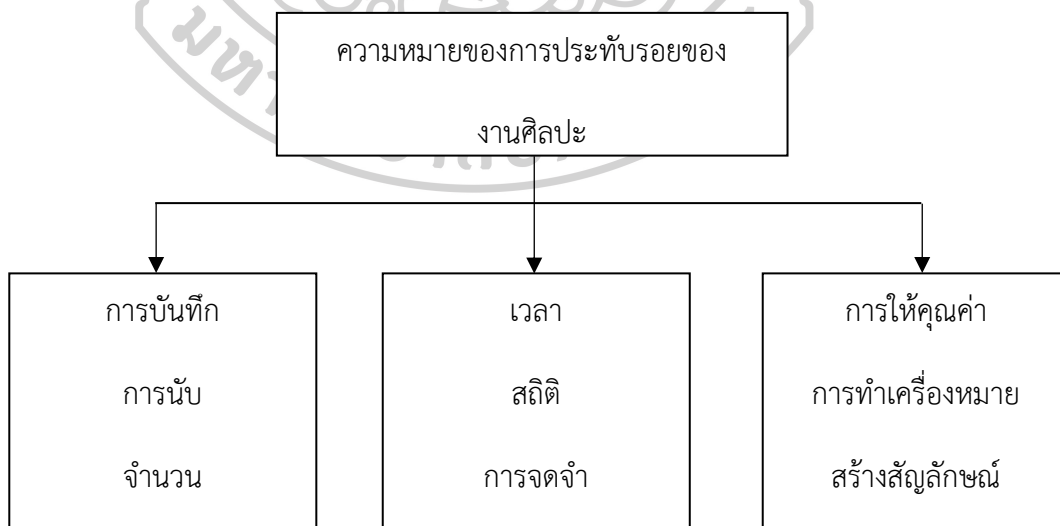 ความหมายของการประทับรอยของ
งานศิลปะ
การบันทึก
การนับ
จำนวน
เวลา
สถิติ
การจดจำ
การให้คุณค่า
การทำเครื่องหมาย
สร้างสัญลักษณ์